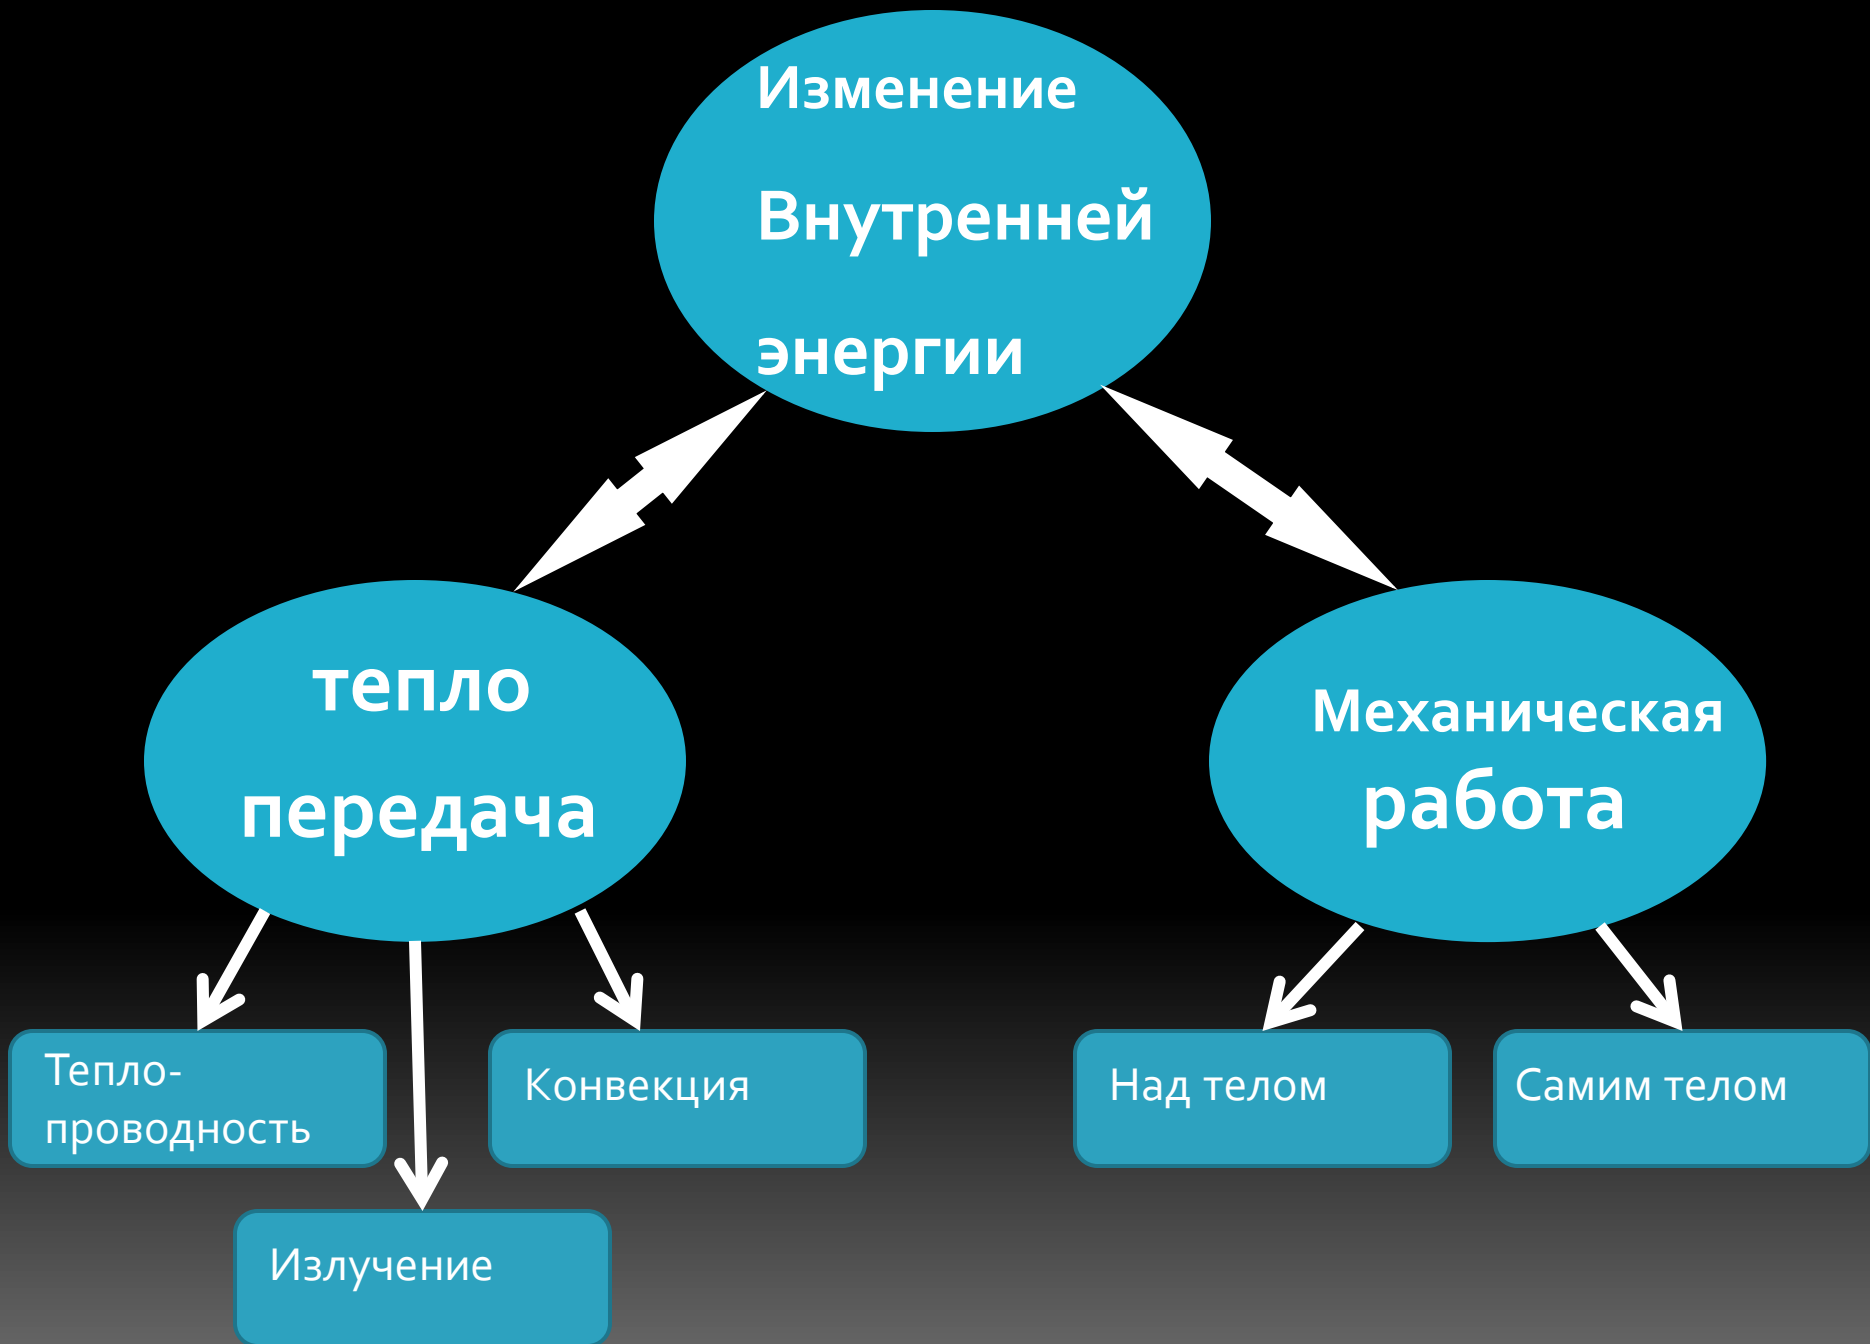 Изменение
Внутренней
энергии
тепло
передача
Механическая
работа
Тепло-
проводность
Конвекция
Излучение
Над телом
Самим телом